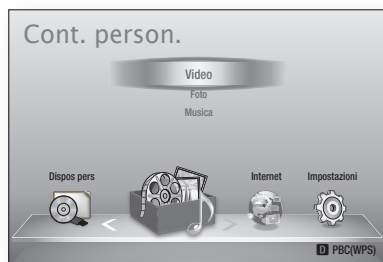 Cont. person.
Video
Foto
Musica
Dispos pers
Internet
Impostazioni
D PBC(WPS)